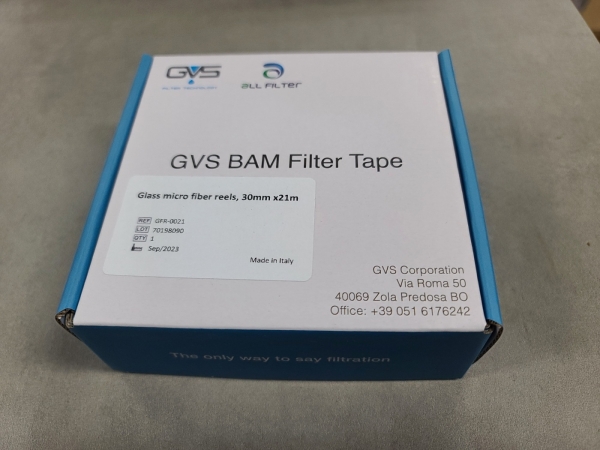 GVS
FILTER TECHNOLOGY
ALL FILTER
GVS BAM Filter Tape
Glass micro fiber reels, 30mm x21m
REF GFR-0021
LOT 70198090
QTY 1
Sep/2023
Made in Italy
GVS Corporation
Via Roma 50
40069 Zola Predosa BO
Office: +39 051 6176242
The only way to say filtration